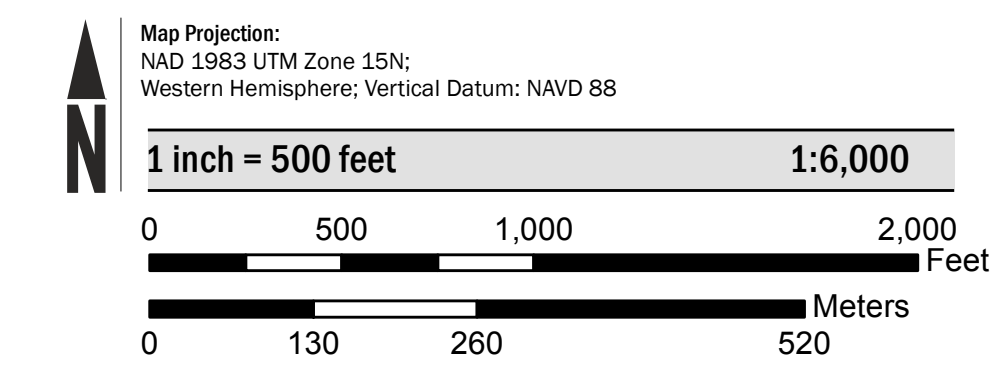 N
Map Projection:
NAD 1983 UTM Zone 15N;
Western Hemisphere; Vertical Datum: NAVD 88
1 inch = 500 feet 1:6,000
0 500 1,000 2,000
Feet
Meters
0 130 260 520